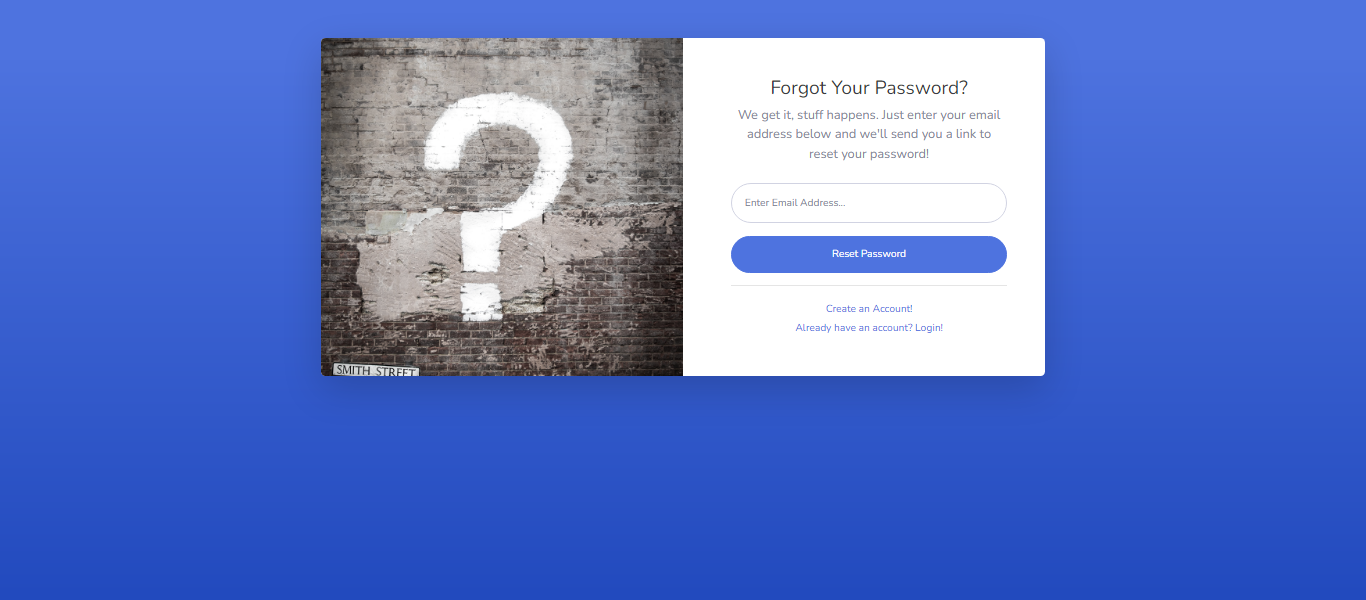 Forgot Your Password?
We get it, stuff happens. Just enter your email
address below and we'll send you a link to
reset your password!
Enter Email Address...
Reset Password
Create an Account!
Already have an account? Login!
SMITH STREET